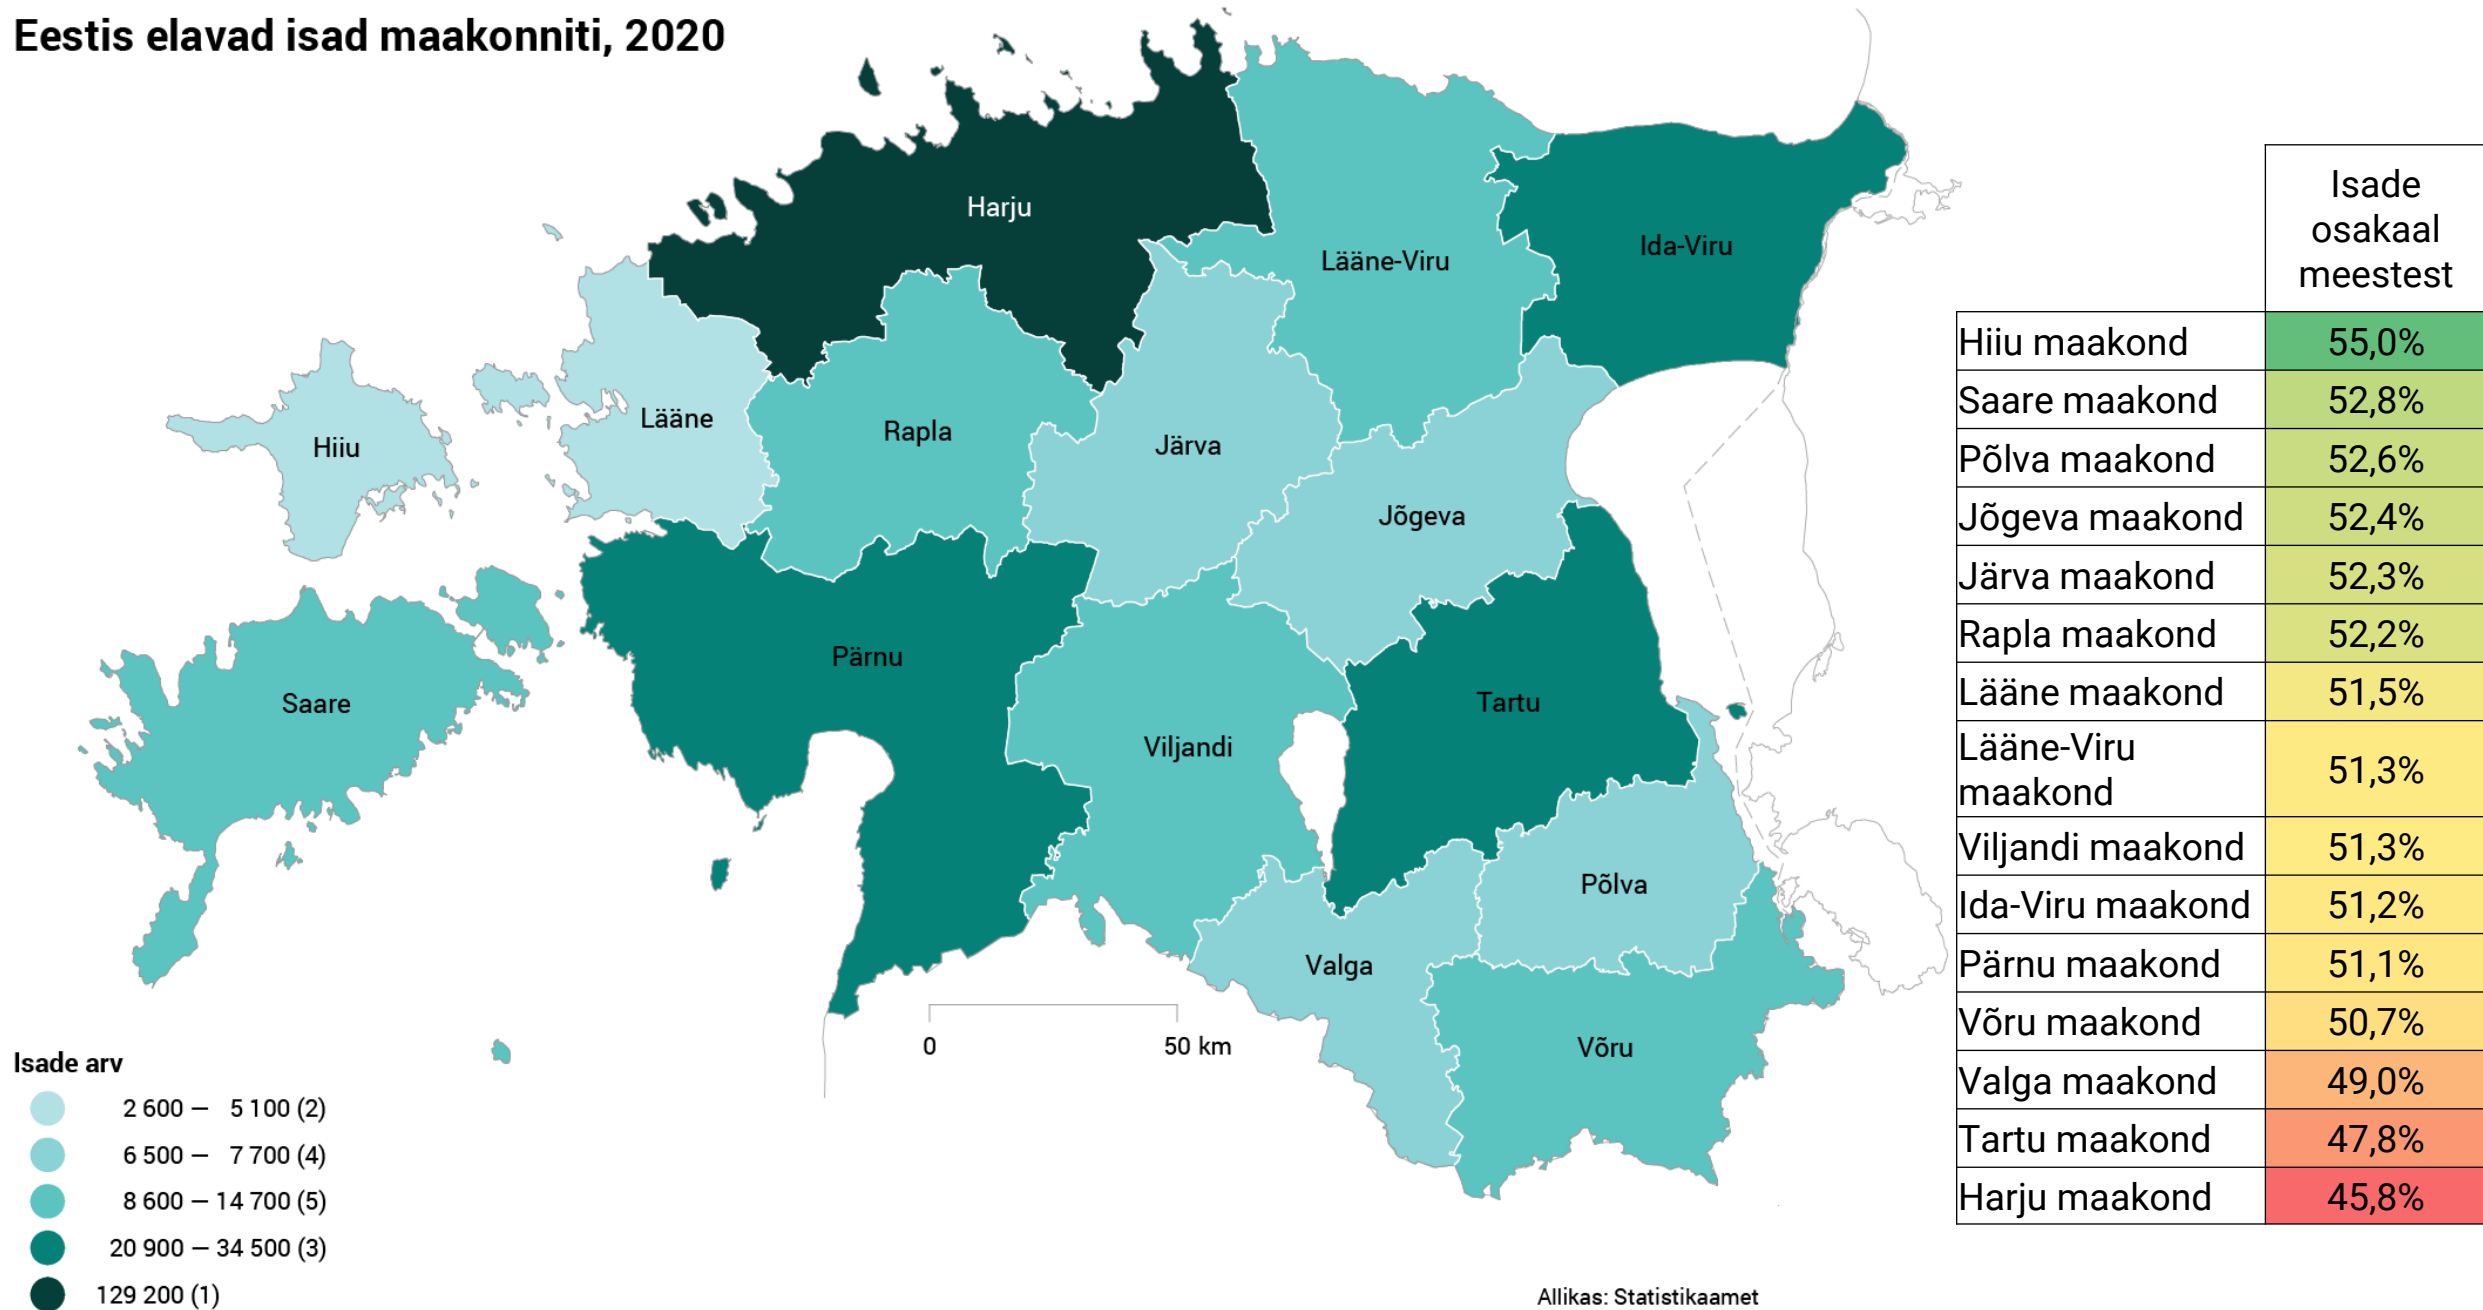 Eestis elavad isad maakonniti, 2020
Harju
Lääne-Viru
Ida-Viru
Hiiu
Lääne
Rapla
Järva
Jõgeva
Saare
Pärnu
Viljandi
Tartu
Põlva
Valga
Võru
0 50 km
Isade arv
2 600 — 5 100 (2)
6 500 — 7 700 (4)
8 600 — 14 700 (5)
20 900 — 34 500 (3)
129 200 (1)
Allikas: Statistikaamet
Isade
osakaal
meestest
Hiiu maakond 55,0%
Saare maakond 52,8%
Põlva maakond 52,6%
Jõgeva maakond 52,4%
Järva maakond 52,3%
Rapla maakond 52,2%
Lääne maakond 51,5%
Lääne-Viru
maakond 51,3%
Viljandi maakond 51,3%
Ida-Viru maakond 51,2%
Pärnu maakond 51,1%
Võru maakond 50,7%
Valga maakond 49,0%
Tartu maakond 47,8%
Harju maakond 45,8%